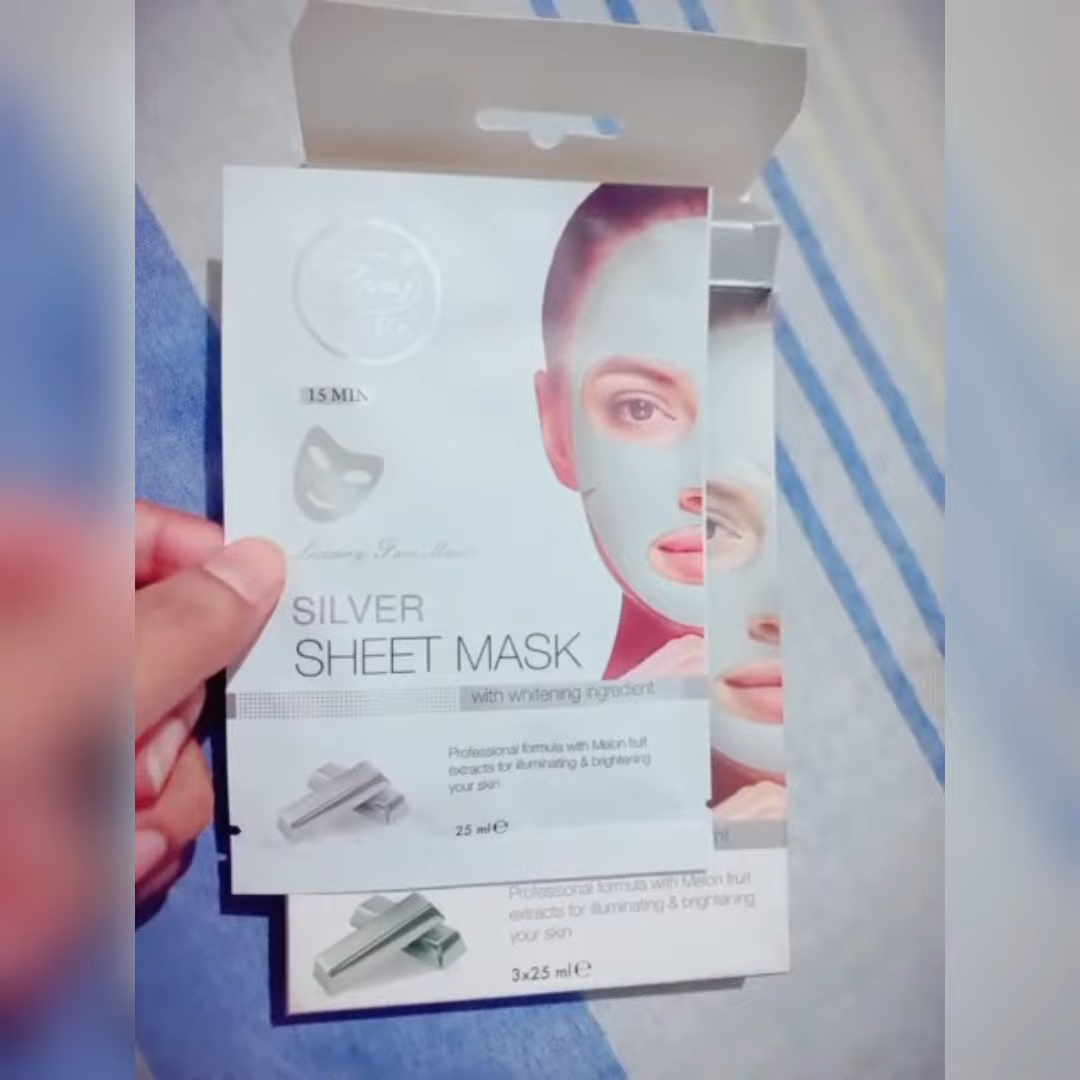 15 MIN
SILVER
SHEET MASK
with whitening ingredient
Professional formula with Melon fruit
extracts for illuminating & brightening
your skin
25 ml℮
Professional formula with Melon fruit
extracts for illuminating & brightening
your skin
3x25 ml℮